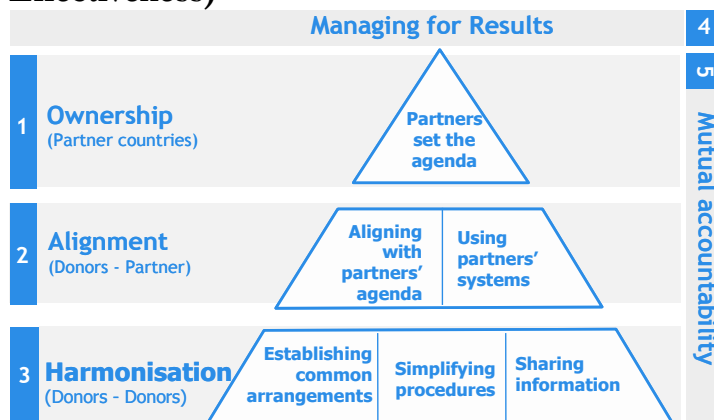 Effectiveness)
Managing for Results
4
5
Mutual accountability
1
Ownership
(Partner countries)
Partners
set the
agenda
2
Alignment
(Donors - Partner)
Aligning
with
partners’
agenda
Using
partners’
systems
3
Harmonisation
(Donors - Donors)
Establishing
common
arrangements
Simplifying
procedures
Sharing
information